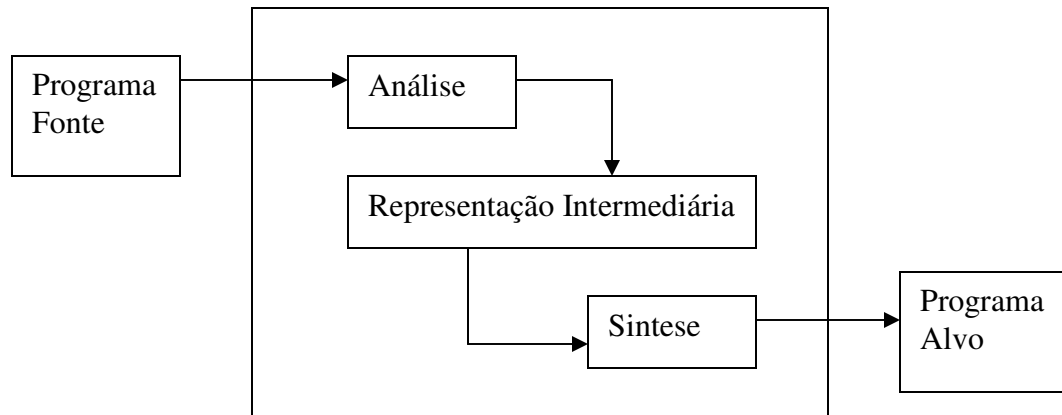 Programa
Fonte
Análise
Representação Intermediária
Sintese
Programa
Alvo